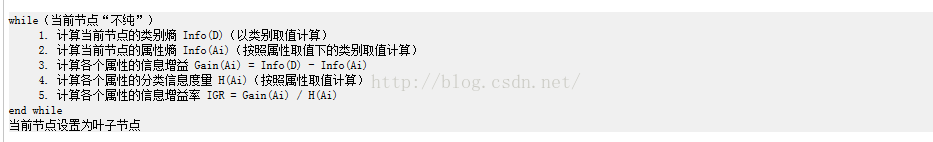 while（当前节点“不纯”）
1. 计算当前节点的类别熵 Info(D)（以类别取值计算）
2. 计算当前节点的属性熵 Info(Ai)（按照属性取值下的类别取值计算）
3. 计算各个属性的信息增益 Gain(Ai) = Info(D) - Info(Ai)
4. 计算各个属性的分类信息度量 H(Ai)（按照属性取值计算）
5. 计算各个属性的信息增益率 IGR = Gain(Ai) / H(Ai)
end while
当前节点设置为叶子节点
http://blog.csdn.net/